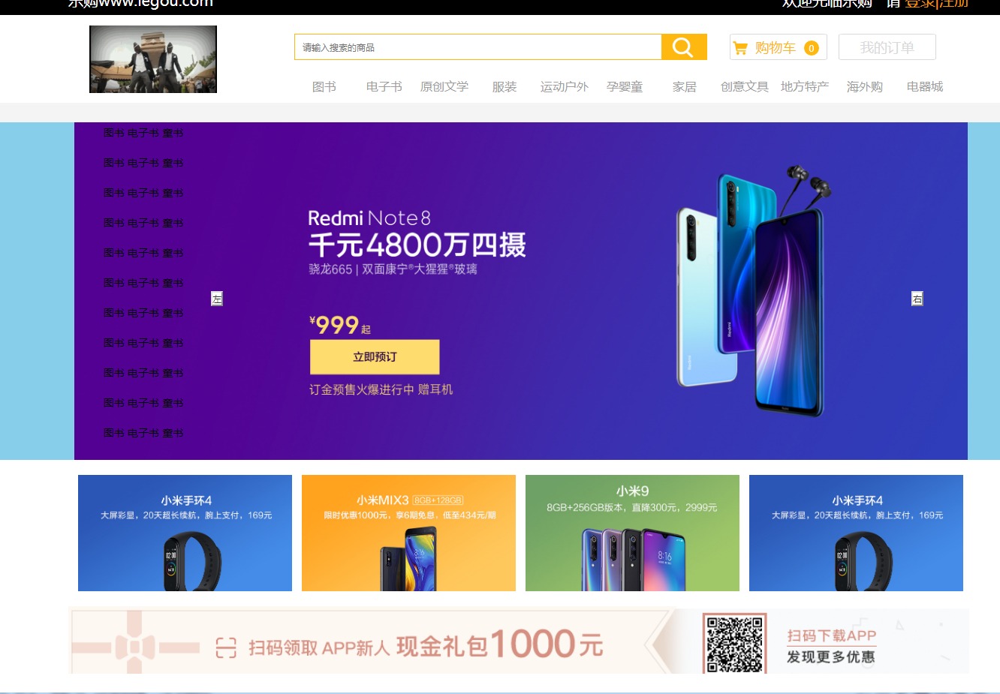 乐购www.legou.com
欢迎光临乐购 请 登录|注册
请输入搜索的商品
购物车 0
我的订单
图书 电子书 原创文学 服装 运动户外 孕婴童 家居 创意文具 地方特产 海外购 电器城
图书 电子书 童书
图书 电子书 童书
图书 电子书 童书
图书 电子书 童书
图书 电子书 童书
图书 电子书 童书
图书 电子书 童书
图书 电子书 童书
图书 电子书 童书
图书 电子书 童书
图书 电子书 童书
左
右
Redmi Note 8
千元4800万四摄
骁龙665 | 双面康宁®大猩猩®玻璃
¥999 起
立即预订
订金预售火爆进行中 赠耳机
Redmi
小米手环4
大屏彩显，20天超长续航，腕上支付，169元
小米MIX3 8GB+128GB
限时优惠1000元，享6期免息，低至434元/期
8:16
小米9
8GB+256GB版本，直降300元，2999元
8:16
小米手环4
大屏彩显，20天超长续航，腕上支付，169元
扫码领取 APP新人 现金礼包1000元
扫码下载APP
发现更多优惠